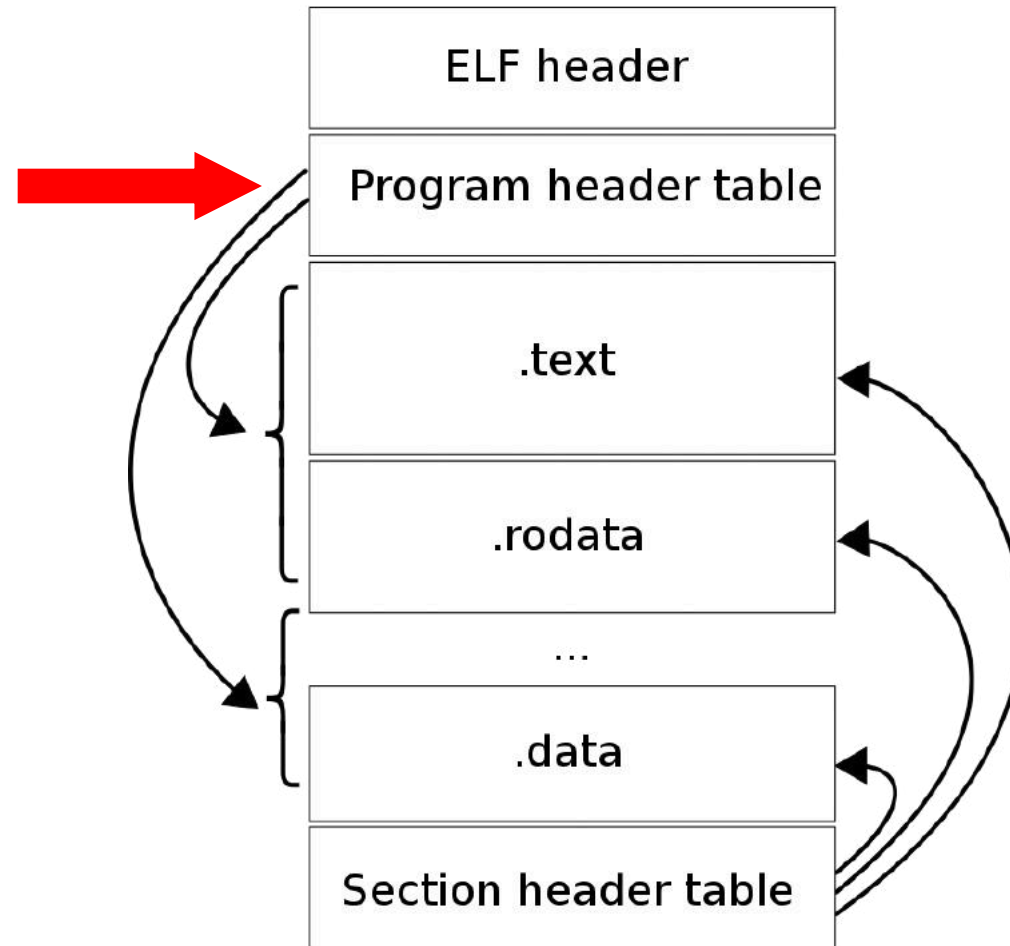 ELF header
Program header table
.text
.rodata
...
.data
Section header table